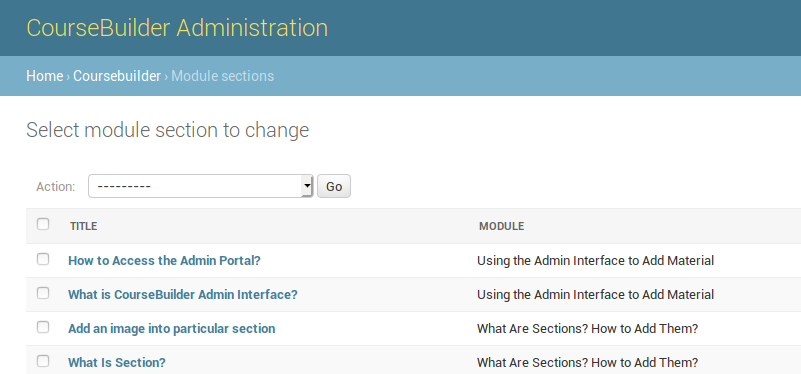 CourseBuilder Administration
Home › Coursebuilder › Module sections
Select module section to change
Action: --------- Go
TITLE MODULE
How to Access the Admin Portal? Using the Admin Interface to Add Material
What is CourseBuilder Admin Interface? Using the Admin Interface to Add Material
Add an image into particular section What Are Sections? How to Add Them?
What Is Section? What Are Sections? How to Add Them?